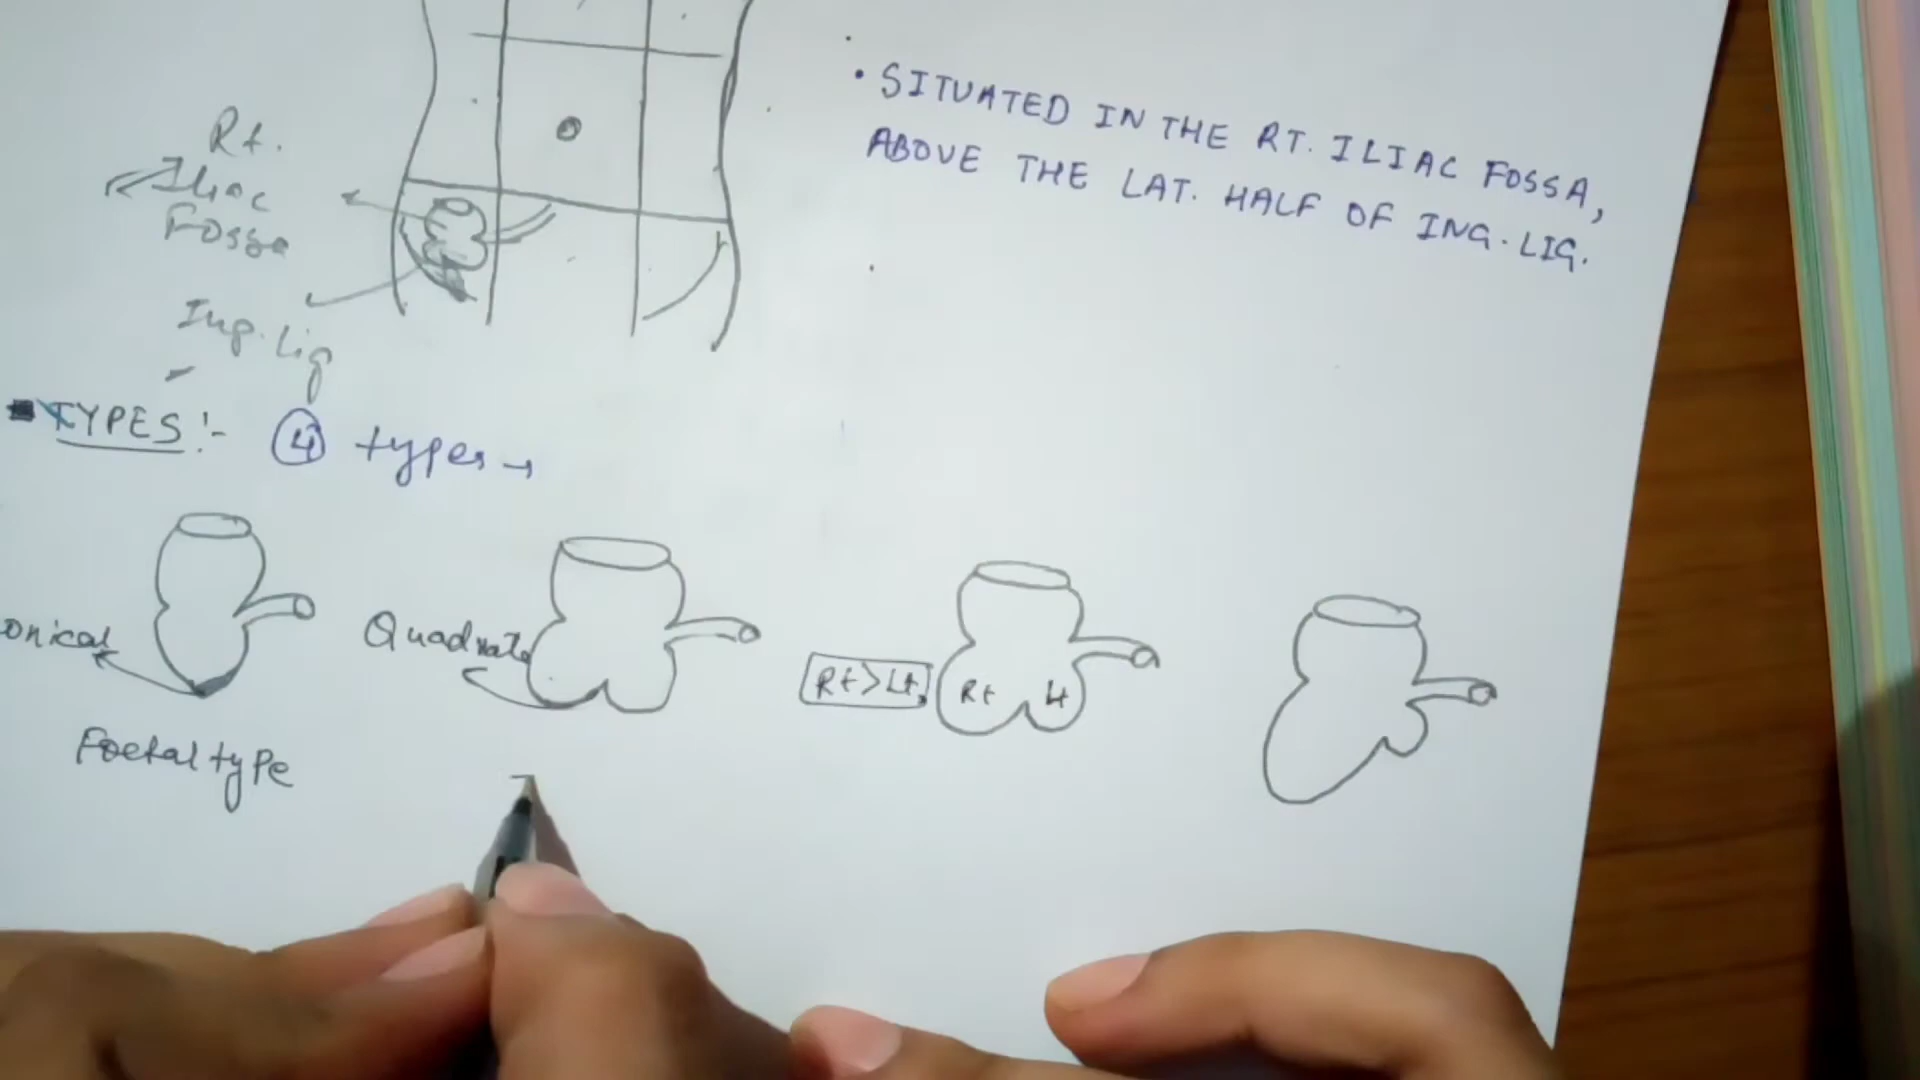 • SITUATED IN THE RT. ILIAC FOSSA,
ABOVE THE LAT. HALF OF ING. LIG.
Rt.
Iliac
Fossa
Ing. Lig
TYPES :- ④ types →
onical
Foetal type
Quadrate
Rt > Lt.
Rt Lt